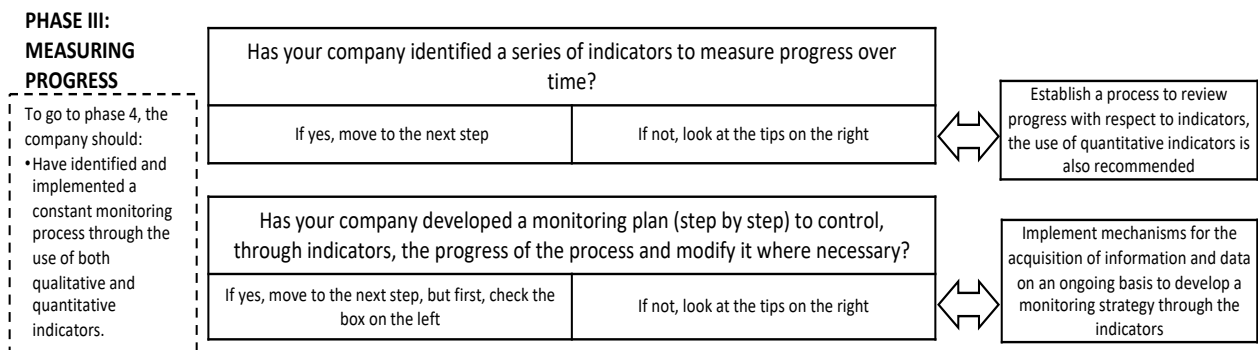 PHASE III:
MEASURING
PROGRESS
To go to phase 4, the
company should:
•Have identified and
implemented a
constant monitoring
process through the
use of both
qualitative and
quantitative
indicators.
Has your company identified a series of indicators to measure progress over
time?
If yes, move to the next step
If not, look at the tips on the right
Establish a process to review
progress with respect to indicators,
the use of quantitative indicators is
also recommended
Has your company developed a monitoring plan (step by step) to control,
through indicators, the progress of the process and modify it where necessary?
If yes, move to the next step, but first, check the
box on the left
If not, look at the tips on the right
Implement mechanisms for the
acquisition of information and data
on an ongoing basis to develop a
monitoring strategy through the
indicators